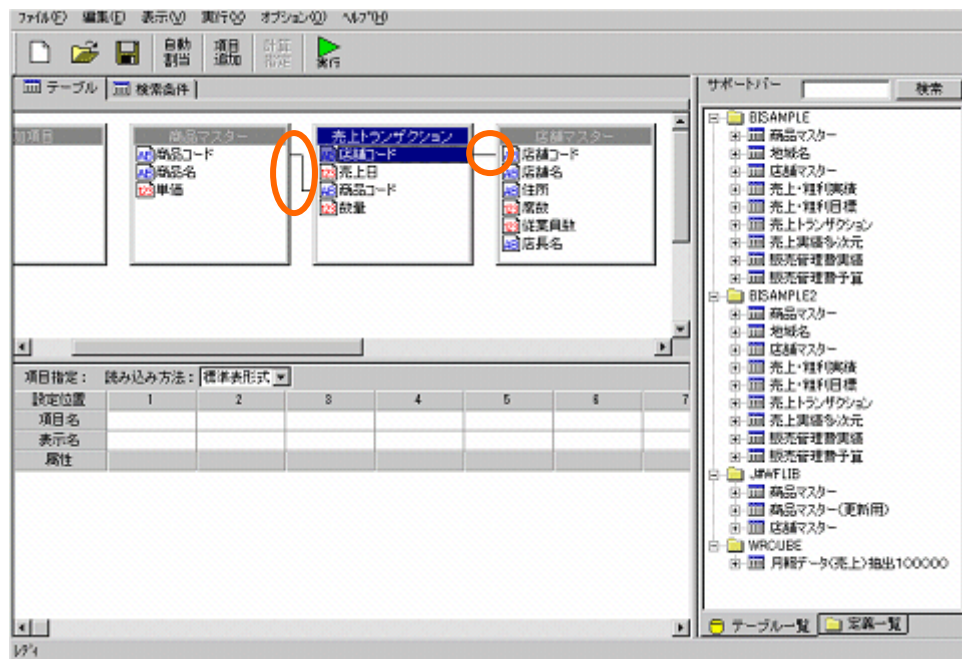 ファイル(F) 編集(E) 表示(V) 実行(X) オプション(O) ヘルプ(H)
自動割当 項目追加 計算指定 実行
テーブル 検索条件
加項目
商品マスター
商品コード
商品名
単価
売上トランザクション
店舗コード
売上日
商品コード
数量
店舗マスター
店舗コード
店舗名
住所
席数
従業員数
店長名
項目指定： 読み込み方法： 標準表形式
設定位置 1 2 3 4 5 6 7
項目名
表示名
属性
サポートバー 検索
BISAMPLE
商品マスター
地域名
店舗マスター
売上・粗利実績
売上・粗利目標
売上トランザクション
売上実績多次元
販売管理費実績
販売管理費予算
BISAMPLE2
商品マスター
地域名
店舗マスター
売上・粗利実績
売上・粗利目標
売上トランザクション
売上実績多次元
販売管理費実績
販売管理費予算
J#WFLIB
商品マスター
商品マスター(更新用)
店舗マスター
WRCUBE
月報データ(売上)抽出100000
テーブル一覧 定義一覧
レディ